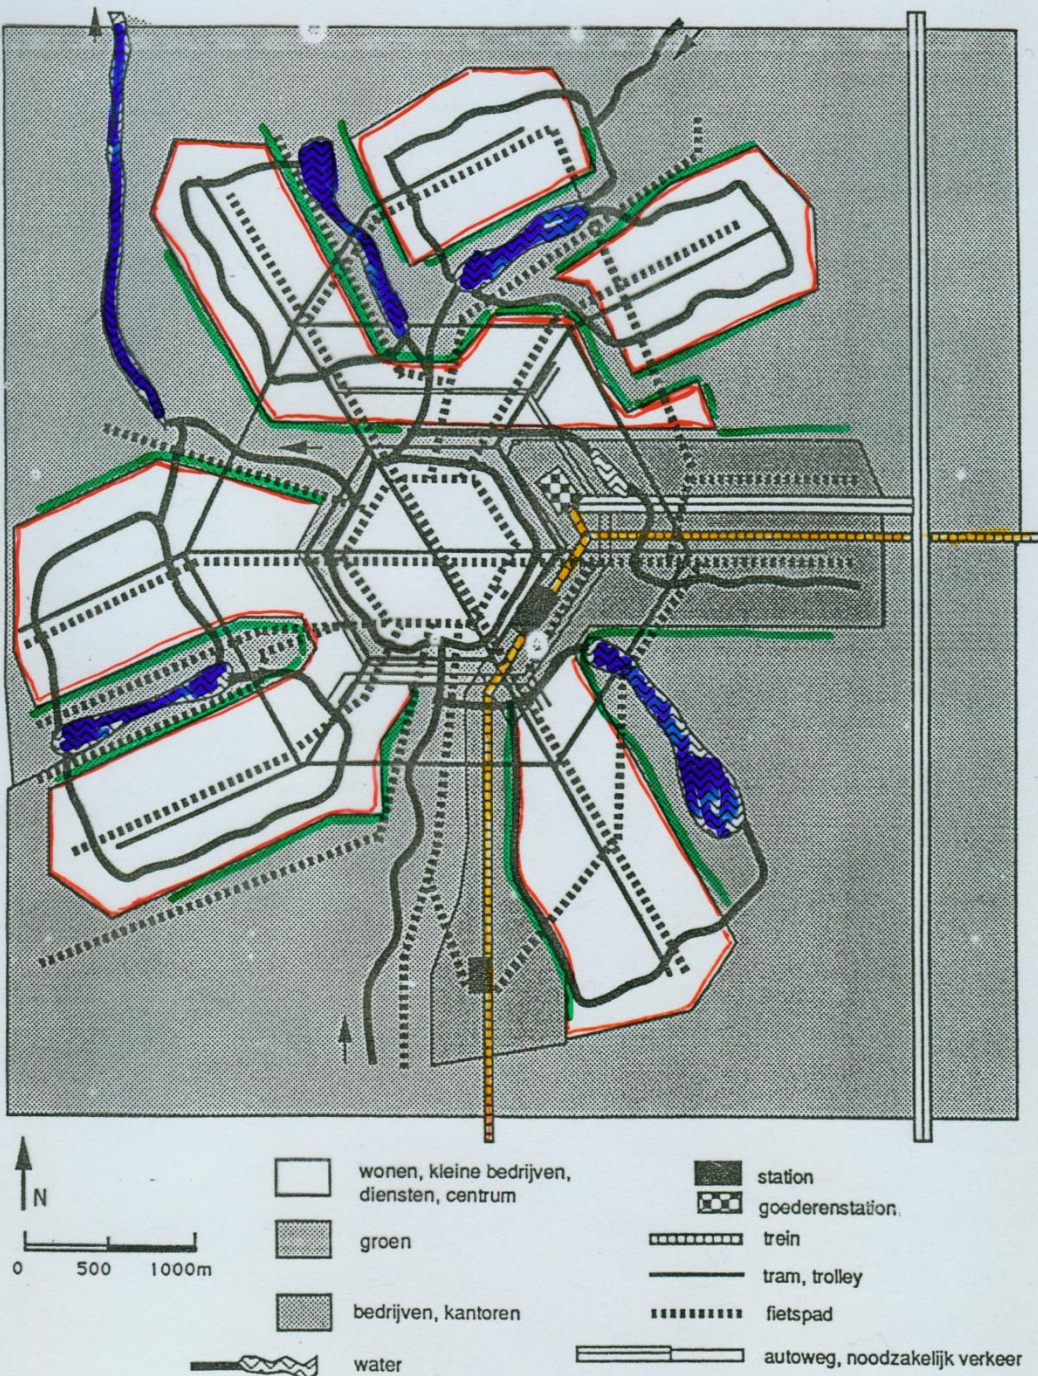 N
0 500 1000m
wonen, kleine bedrijven,
diensten, centrum
groen
bedrijven, kantoren
water
station
goederenstation
trein
tram, trolley
fietspad
autoweg, noodzakelijk verkeer